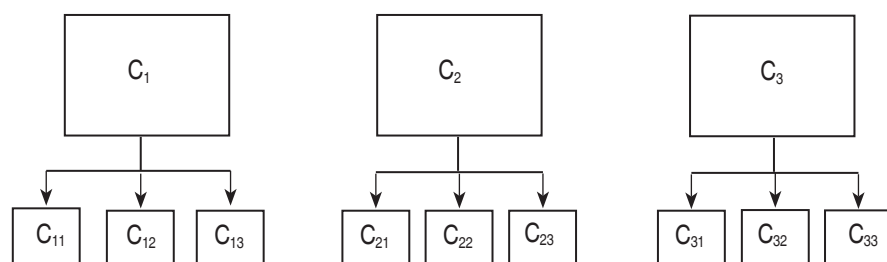 C₁ C₂ C₃
C₁₁ C₁₂ C₁₃ C₂₁ C₂₂ C₂₃ C₃₁ C₃₂ C₃₃